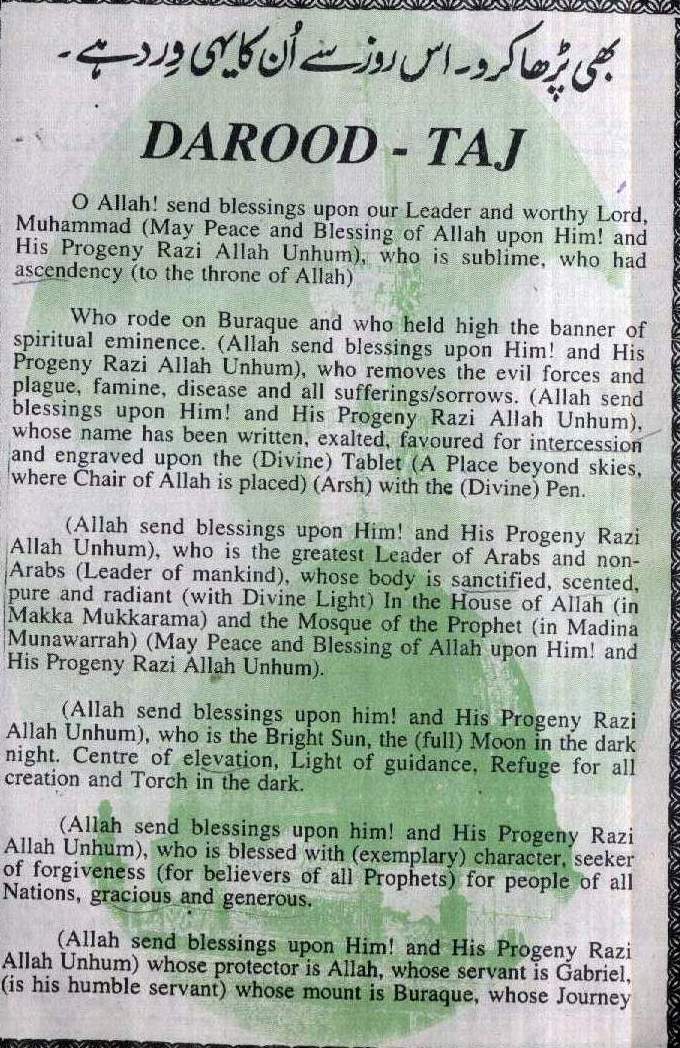 بھی پڑھا کرو۔ اس روز سے اُن کا یہی وِرد ہے۔
DAROOD - TAJ
O Allah! send blessings upon our Leader and worthy Lord,
Muhammad (May Peace and Blessing of Allah upon Him! and
His Progeny Razi Allah Unhum), who is sublime, who had
ascendency (to the throne of Allah)
Who rode on Buraque and who held high the banner of
spiritual eminence. (Allah send blessings upon Him! and His
Progeny Razi Allah Unhum), who removes the evil forces and
plague, famine, disease and all sufferings/sorrows. (Allah send
blessings upon Him! and His Progeny Razi Allah Unhum),
whose name has been written, exalted, favoured for intercession
and engraved upon the (Divine) Tablet (A Place beyond skies,
where Chair of Allah is placed) (Arsh) with the (Divine) Pen.
(Allah send blessings upon Him! and His Progeny Razi
Allah Unhum), who is the greatest Leader of Arabs and non-
Arabs (Leader of mankind), whose body is sanctified, scented,
pure and radiant (with Divine Light) In the House of Allah (in
Makka Mukkarama) and the Mosque of the Prophet (in Madina
Munawarrah) (May Peace and Blessing of Allah upon Him! and
His Progeny Razi Allah Unhum).
(Allah send blessings upon him! and His Progeny Razi
Allah Unhum), who is the Bright Sun, the (full) Moon in the dark
night. Centre of elevation, Light of guidance, Refuge for all
creation and Torch in the dark.
(Allah send blessings upon him! and His Progeny Razi
Allah Unhum), who is blessed with (exemplary) character, seeker
of forgiveness (for believers of all Prophets) for people of all
Nations, gracious and generous.
(Allah send blessings upon Him! and His Progeny Razi
Allah Unhum) whose protector is Allah, whose servant is Gabriel,
(is his humble servant) whose mount is Buraque, whose Journey